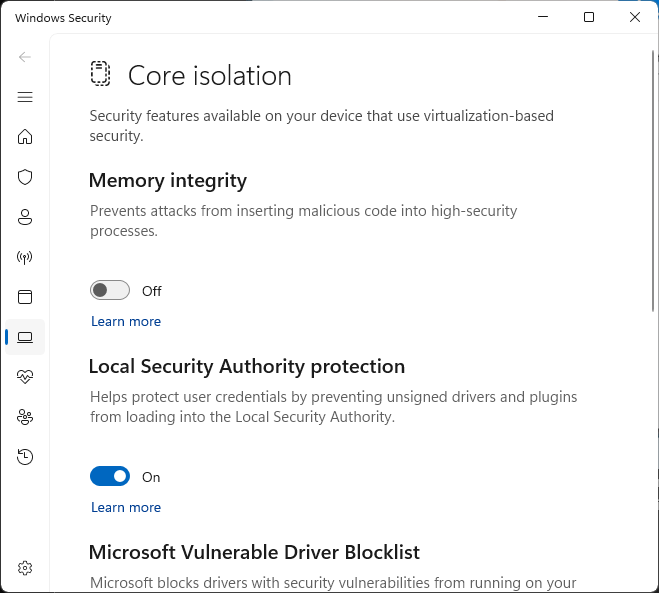 Windows Security
Core isolation
Security features available on your device that use virtualization-based
security.
Memory integrity
Prevents attacks from inserting malicious code into high-security
processes.
Off
Learn more
Local Security Authority protection
Helps protect user credentials by preventing unsigned drivers and plugins
from loading into the Local Security Authority.
On
Learn more
Microsoft Vulnerable Driver Blocklist
Microsoft blocks drivers with security vulnerabilities from running on your